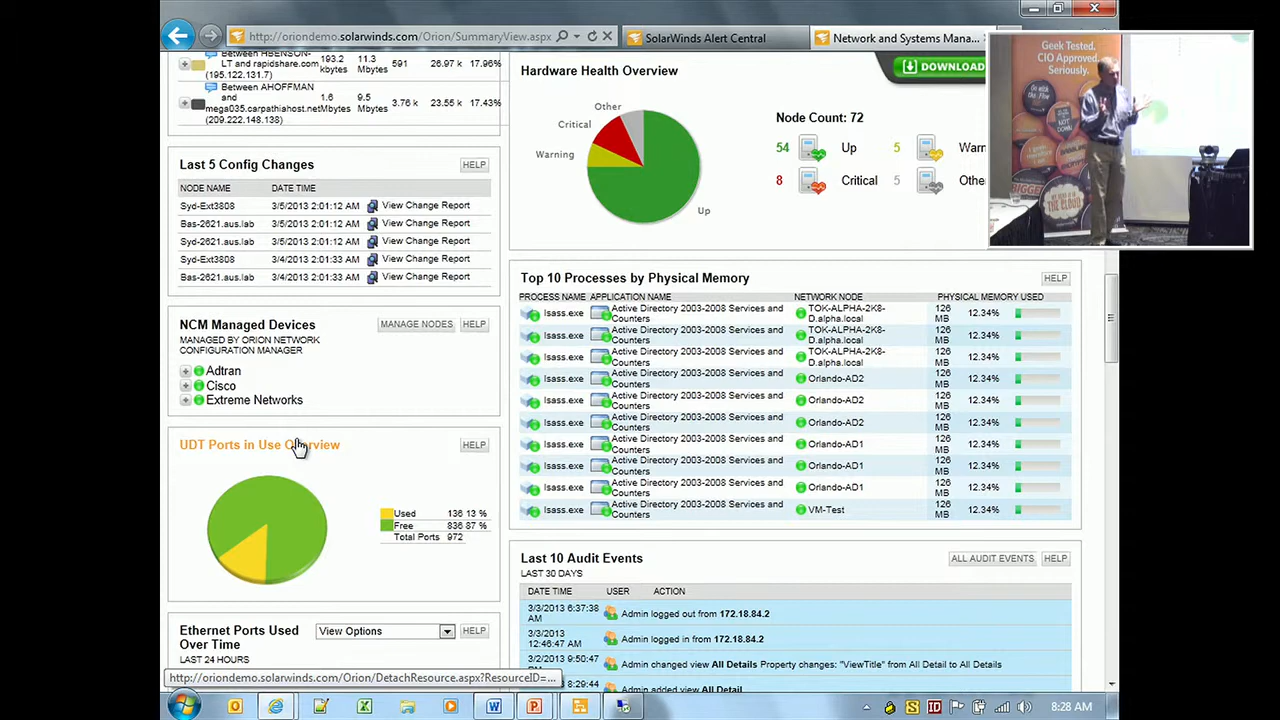 http://oriondemo.solarwinds.com/Orion/SummaryView.aspx
SolarWinds Alert Central
Network and Systems Mana...
Between HBENSON-
LT and rapidshare.com
(195.122.131.7)
193.2 kbytes
11.3 Mbytes
591
26.97 k
17.96%
Between AHOFFMAN
and
mega035.carpathiahost.net
(209.222.148.138)
1.6 Mbytes
9.5 Mbytes
3.76 k
23.55 k
17.43%
Last 5 Config Changes
HELP
NODE NAME DATE TIME
Syd-Ext3808 3/5/2013 2:01:12 AM View Change Report
Bas-2621.aus.lab 3/5/2013 2:01:12 AM View Change Report
Syd-Ext3808 3/5/2013 2:01:12 AM View Change Report
Syd-Ext3808 3/4/2013 2:01:33 AM View Change Report
Bas-2621.aus.lab 3/4/2013 2:01:33 AM View Change Report
NCM Managed Devices
MANAGE NODES
HELP
MANAGED BY ORION NETWORK
CONFIGURATION MANAGER
Adtran
Cisco
Extreme Networks
UDT Ports in Use Overview
HELP
Used 136 13 %
Free 836 87 %
Total Ports 972
Ethernet Ports Used
Over Time
View Options
HELP
LAST 24 HOURS
http://oriondemo.solarwinds.com/Orion/DetachResource.aspx?ResourceID=...
Hardware Health Overview
DOWNLOAD
Other
Critical
Warning
Up
Node Count: 72
54 Up 5 Warn
8 Critical 5 Othe
Geek Tested.
CIO Approved.
Seriously.
Top 10 Processes by Physical Memory
HELP
PROCESS NAME APPLICATION NAME NETWORK NODE PHYSICAL MEMORY USED
lsass.exe Active Directory 2003-2008 Services and Counters TOK-ALPHA-2K8-D.alpha.local 126 MB 12.34%
lsass.exe Active Directory 2003-2008 Services and Counters TOK-ALPHA-2K8-D.alpha.local 126 MB 12.34%
lsass.exe Active Directory 2003-2008 Services and Counters TOK-ALPHA-2K8-D.alpha.local 126 MB 12.34%
lsass.exe Active Directory 2003-2008 Services and Counters Orlando-AD2 126 MB 12.34%
lsass.exe Active Directory 2003-2008 Services and Counters Orlando-AD2 126 MB 12.34%
lsass.exe Active Directory 2003-2008 Services and Counters Orlando-AD2 126 MB 12.34%
lsass.exe Active Directory 2003-2008 Services and Counters Orlando-AD1 126 MB 12.34%
lsass.exe Active Directory 2003-2008 Services and Counters Orlando-AD1 126 MB 12.34%
lsass.exe Active Directory 2003-2008 Services and Counters Orlando-AD1 126 MB 12.34%
lsass.exe Active Directory 2003-2008 Services and Counters VM-Test 126 MB 12.34%
Last 10 Audit Events
ALL AUDIT EVENTS
HELP
LAST 30 DAYS
DATE TIME USER ACTION
3/3/2013 6:37:38 AM Admin logged out from 172.18.84.2
3/3/2013 12:46:47 AM Admin logged in from 172.18.84.2
3/2/2013 9:50:47 Admin changed view All Details Property changes: "ViewTitle" from All Detail to All Details
8:29:44 Admin added view All Detail
8:28 AM